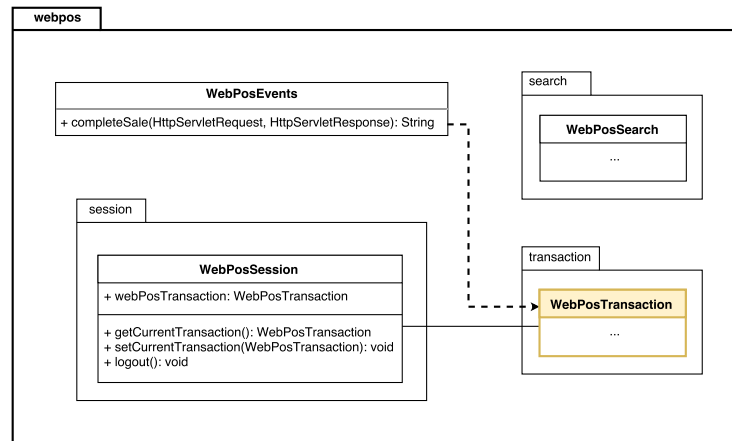 webpos
WebPosEvents
+ completeSale(HttpServletRequest, HttpServletResponse): String
search
WebPosSearch
...
session
WebPosSession
+ webPosTransaction: WebPosTransaction
+ getCurrentTransaction(): WebPosTransaction
+ setCurrentTransaction(WebPosTransaction): void
+ logout(): void
transaction
WebPosTransaction
...